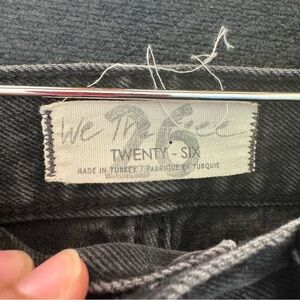 We The Free
26
TWENTY - SIX
MADE IN TURKEY / FABRIQUÉ EN TURQUIE